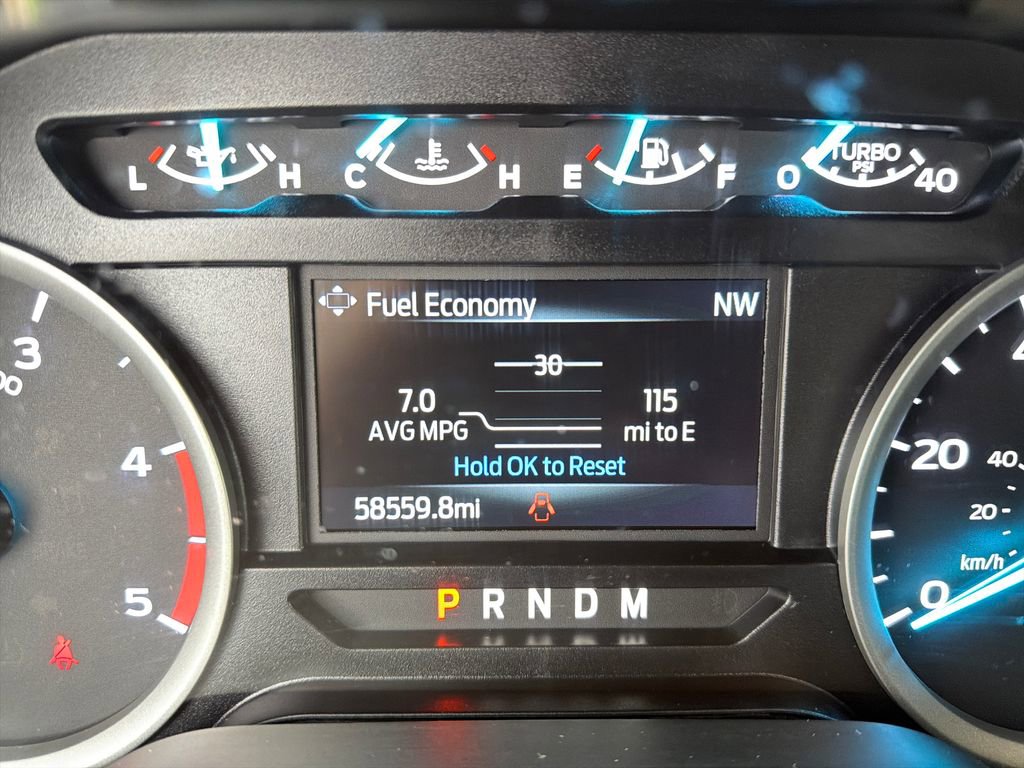 L H C H E F 0 TURBO PSI 40
Fuel Economy NW
30
7.0 115
AVG MPG mi to E
Hold OK to Reset
58559.8mi
P R N D M
3
4
5
20
40
20
km/h
0